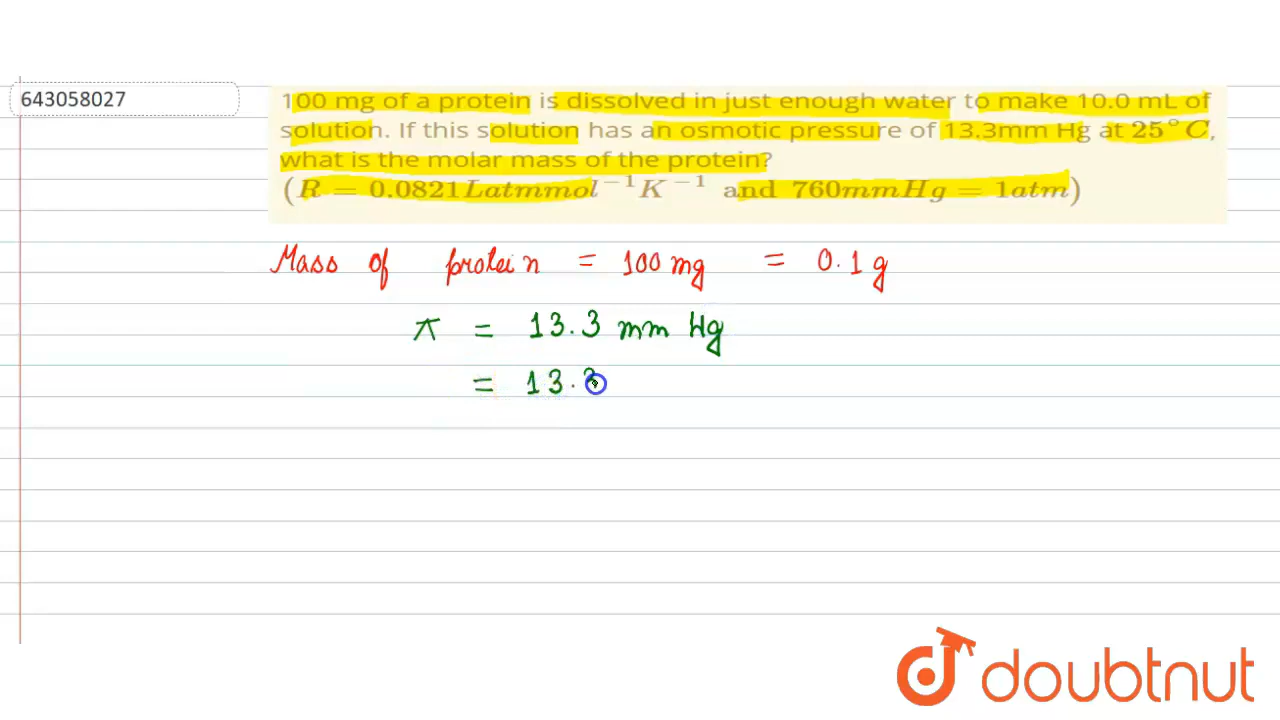 643058027
100 mg of a protein is dissolved in just enough water to make 10.0 mL of
solution. If this solution has an osmotic pressure of 13.3mm Hg at 25°C,
what is the molar mass of the protein?
(R = 0.0821Latmmol⁻¹K⁻¹ and 760mmHg = 1atm)
Mass of protein = 100 mg = 0.1 g
π = 13.3 mm Hg
= 13.3
doubtnut